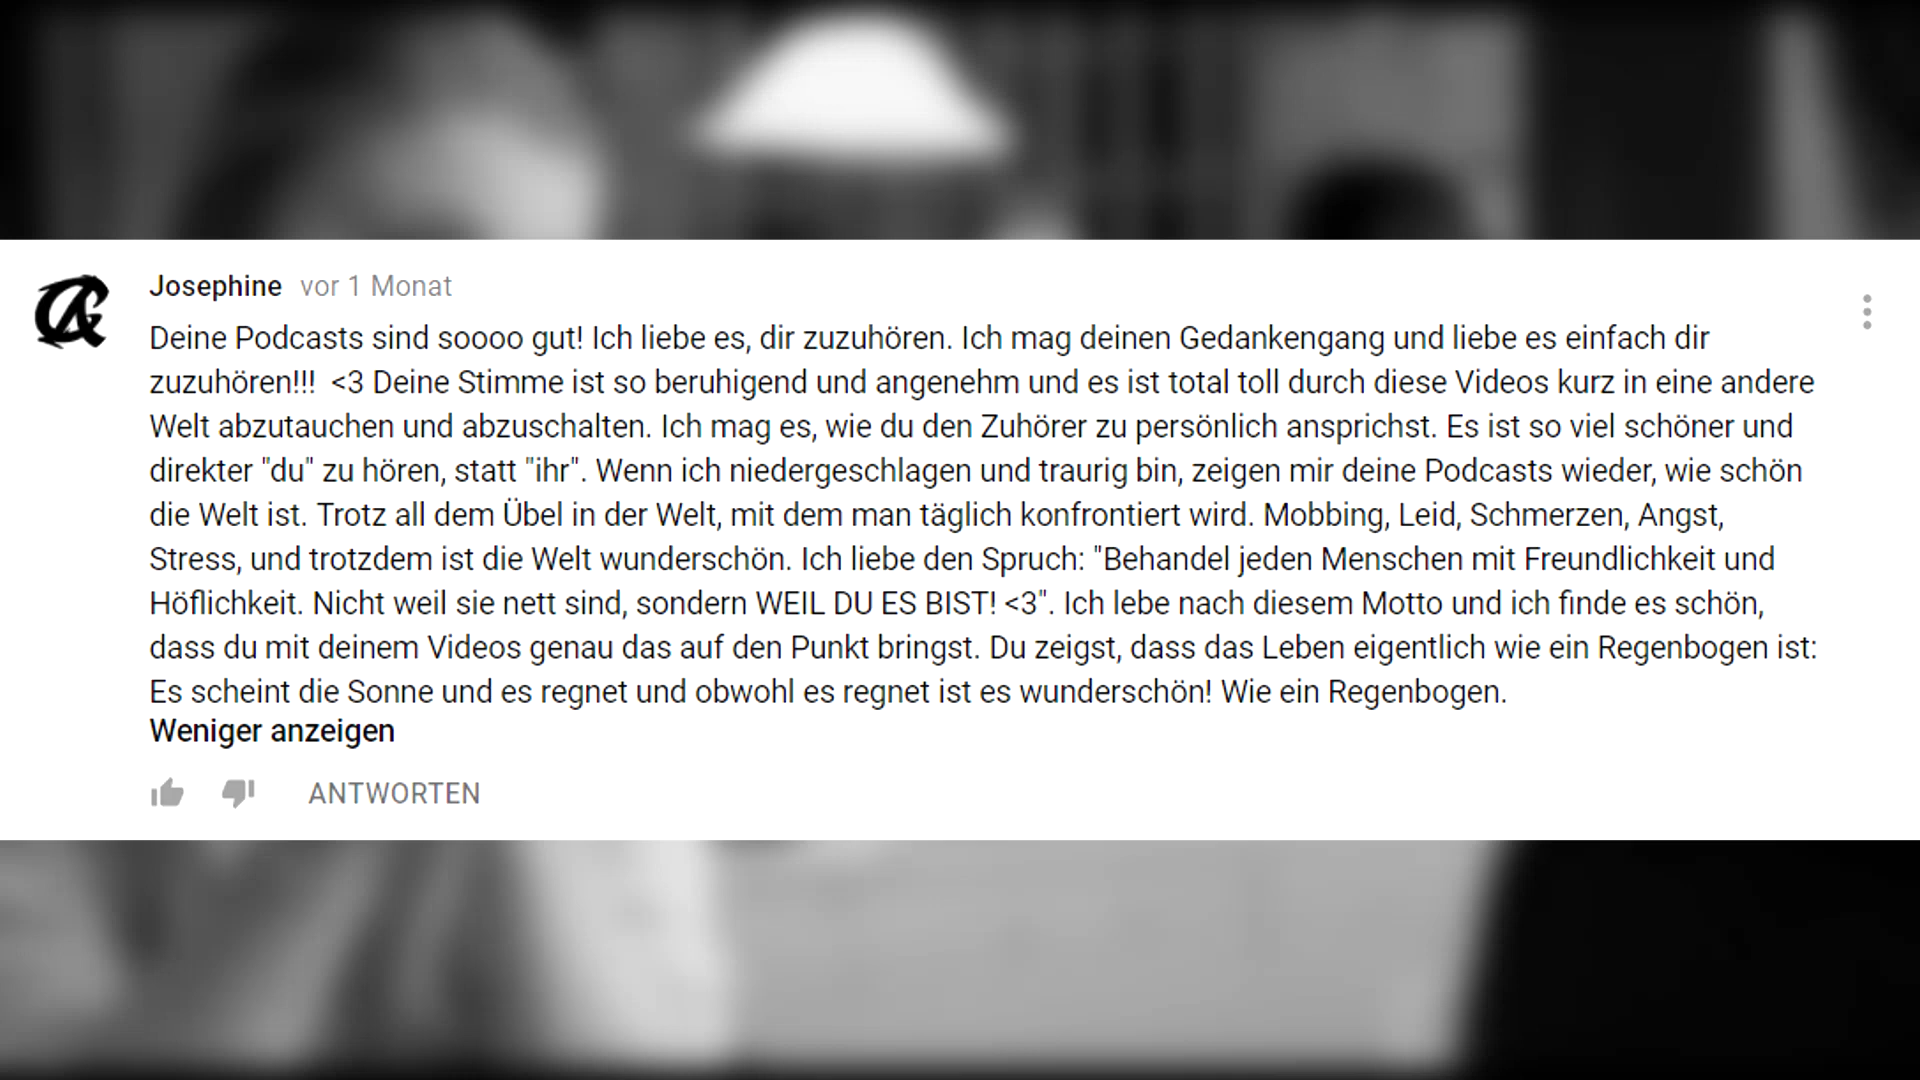 Josephine vor 1 Monat
Deine Podcasts sind soooo gut! Ich liebe es, dir zuzuhören. Ich mag deinen Gedankengang und liebe es einfach dir
zuzuhören!!!  <3 Deine Stimme ist so beruhigend und angenehm und es ist total toll durch diese Videos kurz in eine andere
Welt abzutauchen und abzuschalten. Ich mag es, wie du den Zuhörer zu persönlich ansprichst. Es ist so viel schöner und
direkter "du" zu hören, statt "ihr". Wenn ich niedergeschlagen und traurig bin, zeigen mir deine Podcasts wieder, wie schön
die Welt ist. Trotz all dem Übel in der Welt, mit dem man täglich konfrontiert wird. Mobbing, Leid, Schmerzen, Angst,
Stress, und trotzdem ist die Welt wunderschön. Ich liebe den Spruch: "Behandel jeden Menschen mit Freundlichkeit und
Höflichkeit. Nicht weil sie nett sind, sondern WEIL DU ES BIST! <3". Ich lebe nach diesem Motto und ich finde es schön,
dass du mit deinem Videos genau das auf den Punkt bringst. Du zeigst, dass das Leben eigentlich wie ein Regenbogen ist:
Es scheint die Sonne und es regnet und obwohl es regnet ist es wunderschön! Wie ein Regenbogen.
Weniger anzeigen
ANTWORTEN